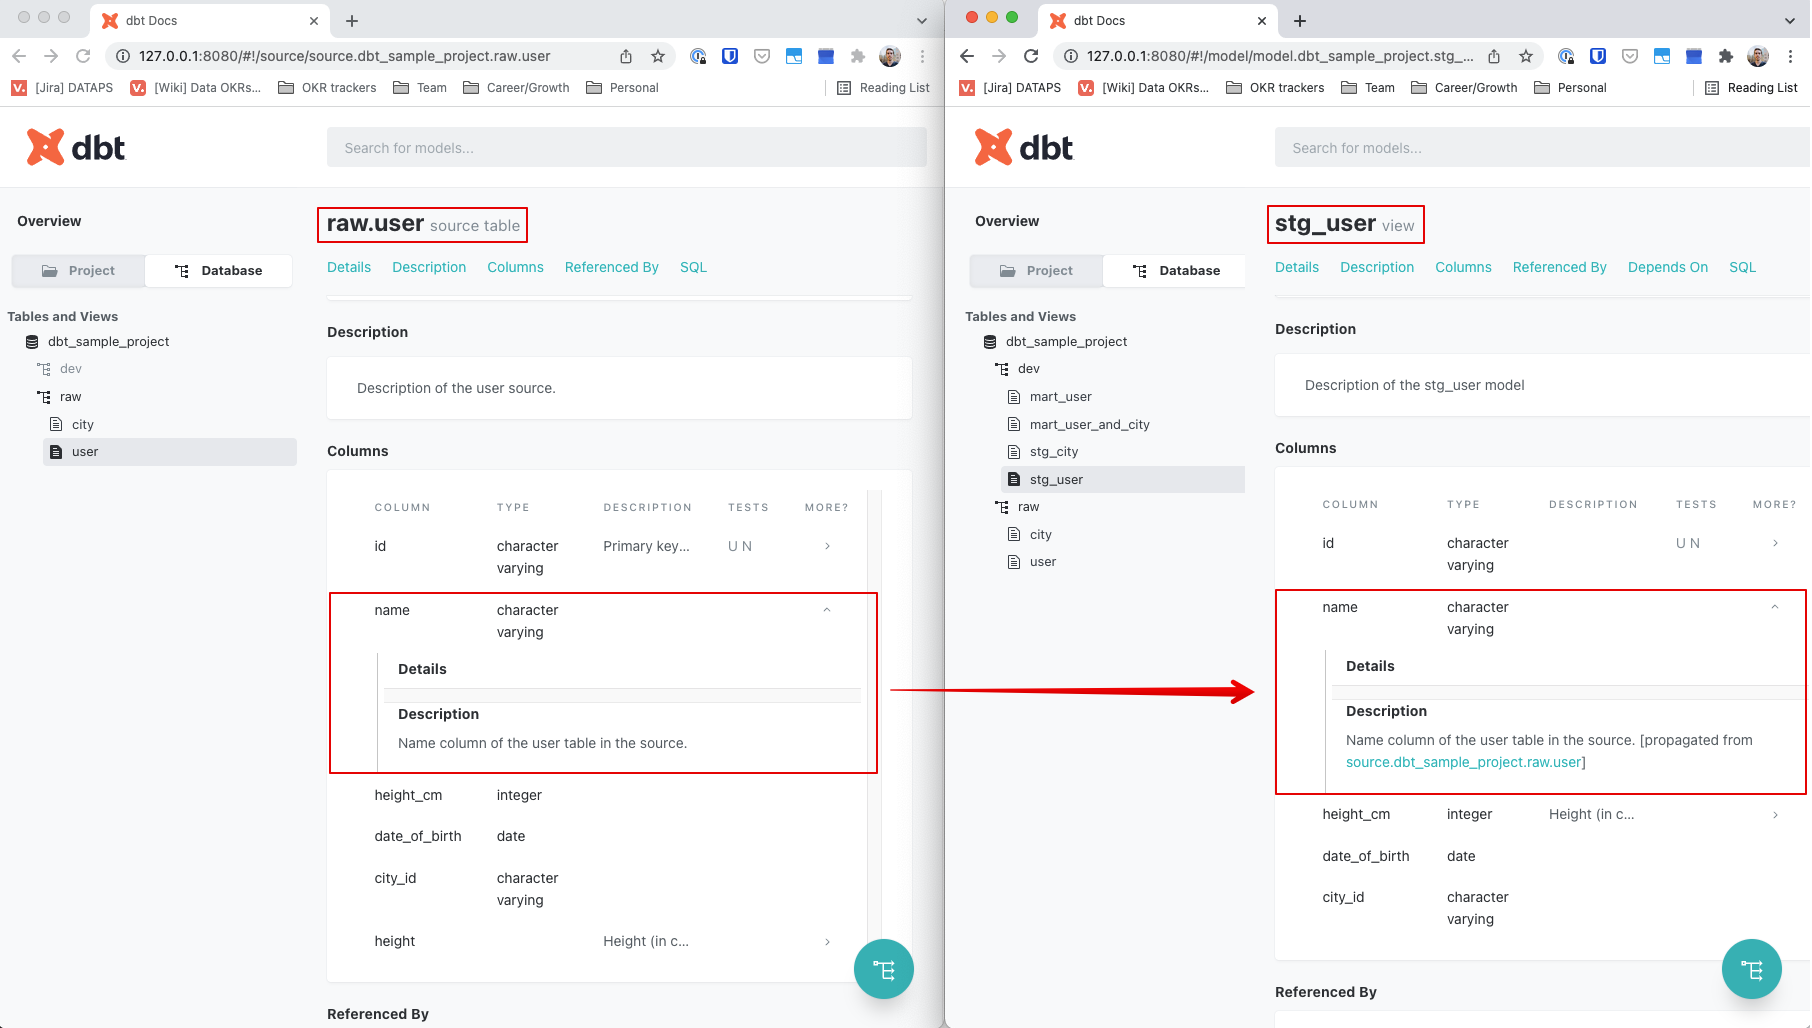 dbt Docs
127.0.0.1:8080/#!/source/source.dbt_sample_project.raw.user
[Jira] DATAPS
[Wiki] Data OKRs...
OKR trackers
Team
Career/Growth
Personal
Reading List
dbt
Search for models...
Overview
Project
Database
Tables and Views
dbt_sample_project
dev
raw
city
user
raw.user source table
Details Description Columns Referenced By SQL
Description
Description of the user source.
Columns
COLUMN TYPE DESCRIPTION TESTS MORE?
id character Primary key... U N
varying
name character
varying
Details
Description
Name column of the user table in the source.
height_cm integer
date_of_birth date
city_id character
varying
height Height (in c...
Referenced By
dbt Docs
127.0.0.1:8080/#!/model/model.dbt_sample_project.stg_...
[Jira] DATAPS
[Wiki] Data OKRs...
OKR trackers
Team
Career/Growth
Personal
Reading List
dbt
Search for models...
Overview
Project
Database
Tables and Views
dbt_sample_project
dev
mart_user
mart_user_and_city
stg_city
stg_user
raw
city
user
stg_user view
Details Description Columns Referenced By Depends On SQL
Description
Description of the stg_user model
Columns
COLUMN TYPE DESCRIPTION TESTS MORE?
id character U N
varying
name character
varying
Details
Description
Name column of the user table in the source. [propagated from
source.dbt_sample_project.raw.user]
height_cm integer Height (in c...
date_of_birth date
city_id character
varying
Referenced By